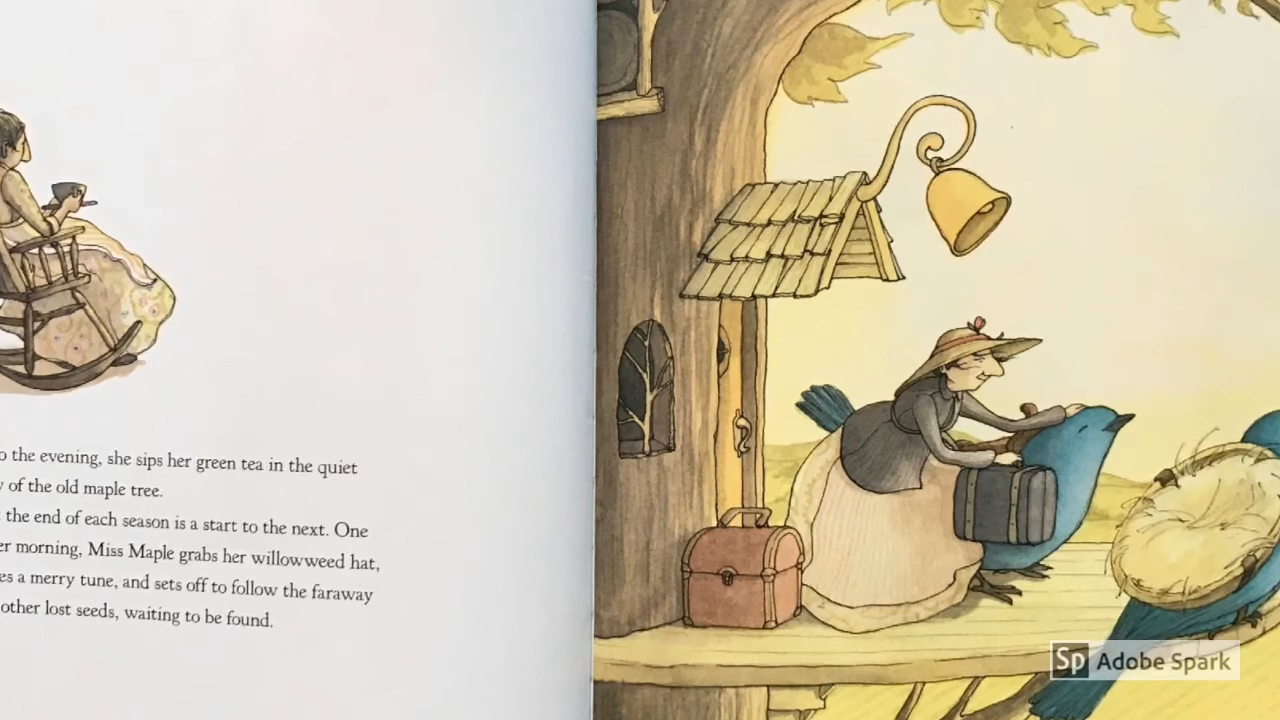 o the evening, she sips her green tea in the quiet
of the old maple tree.
the end of each season is a start to the next. One
er morning, Miss Maple grabs her willowweed hat,
es a merry tune, and sets off to follow the faraway
other lost seeds, waiting to be found.
Sp Adobe Spark